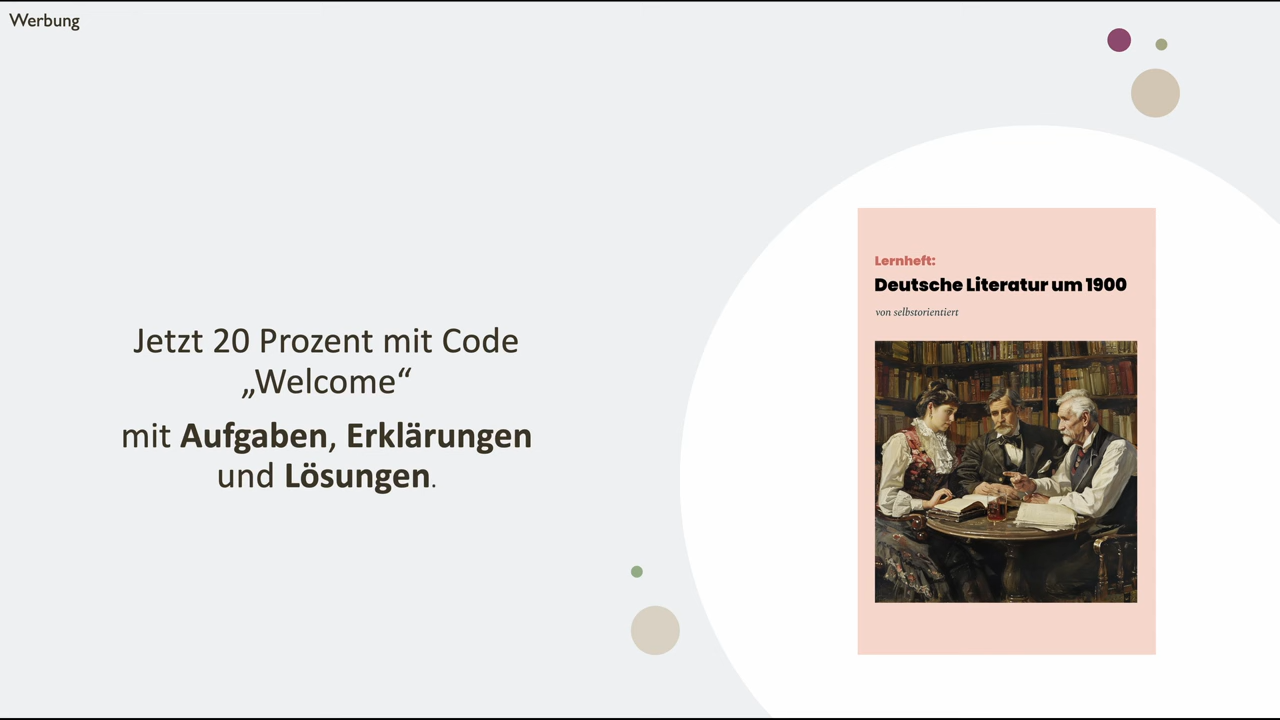 Werbung
Jetzt 20 Prozent mit Code
„Welcome“
mit Aufgaben, Erklärungen
und Lösungen.
Lernheft:
Deutsche Literatur um 1900
von selbstorientiert